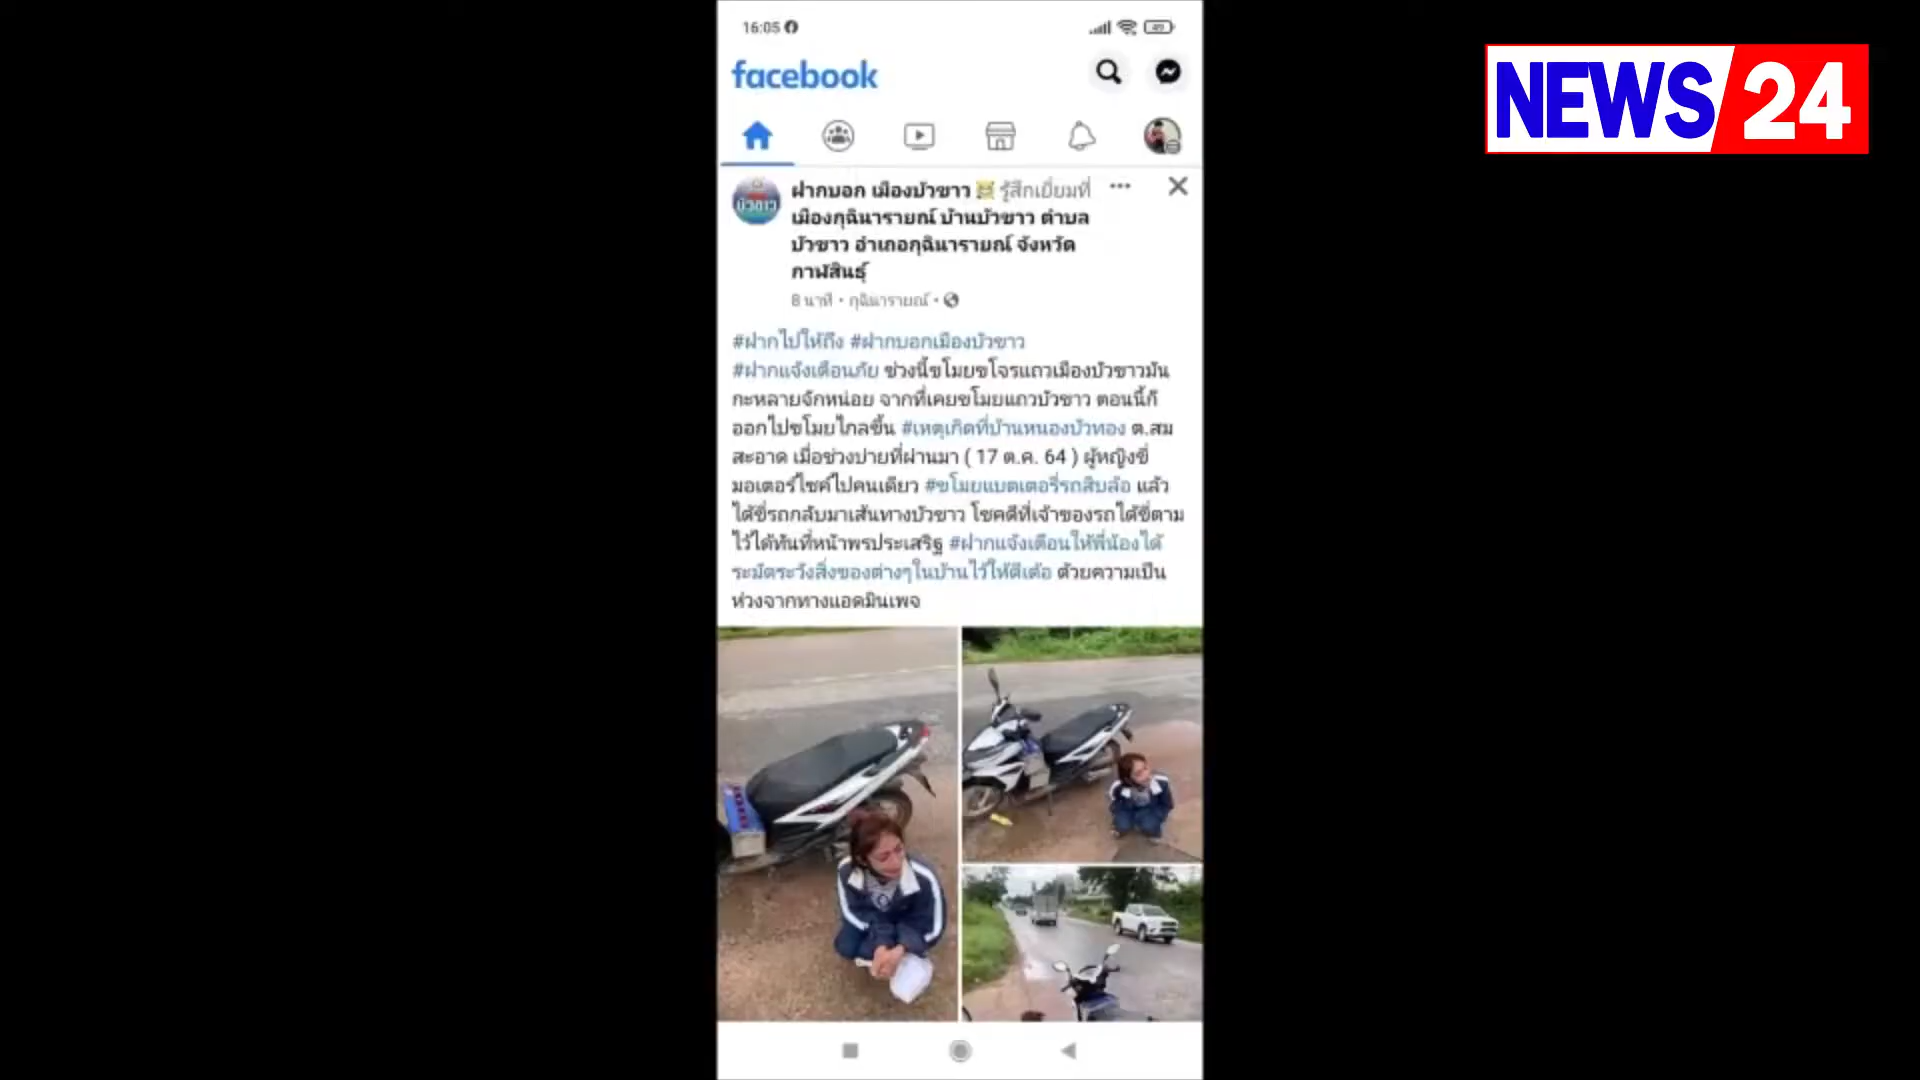 16:05
49
NEWS 24
facebook
บัวขาว
ฝากบอก เมืองบัวขาว 😹 รู้สึกเยี่ยมที่
เมืองกุฉินารายณ์ บ้านบัวขาว ตำบล
บัวขาว อำเภอกุฉินารายณ์ จังหวัด
กาฬสินธุ์
8 นาที • กุฉินารายณ์ •
#ฝากไปให้ถึง #ฝากบอกเมืองบัวขาว
#ฝากแจ้งเตือนภัย ช่วงนี้ขโมยขโจรแถวเมืองบัวขาวมัน
กะหลายจักหน่อย จากที่เคยขโมยแถวบัวขาว ตอนนี้ก็
ออกไปขโมยไกลขึ้น #เหตุเกิดที่บ้านหนองบัวทอง ต.สม
สะอาด เมื่อช่วงบ่ายที่ผ่านมา ( 17 ต.ค. 64 ) ผู้หญิงขี่
มอเตอร์ไซค์ไปคนเดียว #ขโมยแบตเตอรี่รถสิบล้อ แล้ว
ได้ขี่รถกลับมาเส้นทางบัวขาว โชคดีที่เจ้าของรถได้ขี่ตาม
ไว้ได้ทันที่หน้าพรประเสริฐ #ฝากแจ้งเตือนให้พี่น้องได้
ระมัดระวังสิ่งของต่างๆในบ้านไว้ให้ดีเด้อ ด้วยความเป็น
ห่วงจากทางแอดมินเพจ